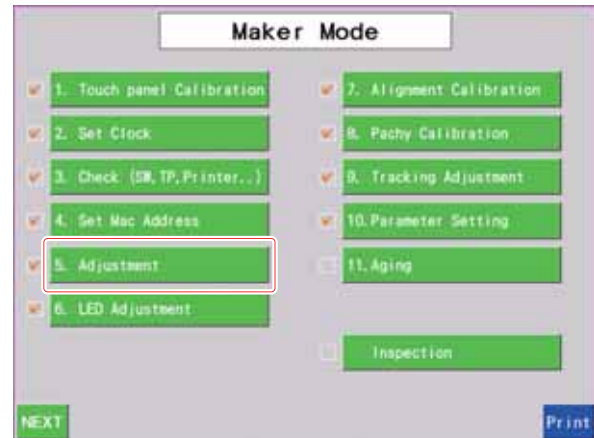 Maker Mode
1. Touch panel Calibration
2. Set Clock
3. Check (SW,TP,Printer..)
4. Set Mac Address
5. Adjustment
6. LED Adjustment
7. Alignment Calibration
8. Pachy Calibration
9. Tracking Adjustment
10.Parameter Setting
11.Aging
Inspection
NEXT
Print